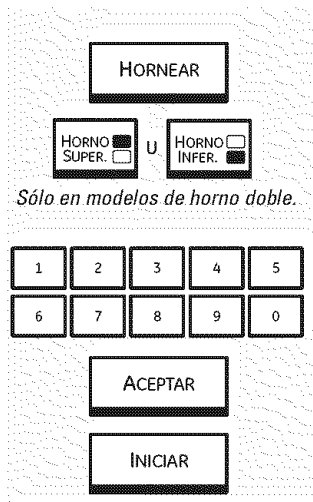 HORNEAR
HORNO SUPER. U HORNO INFER.
Sólo en modelos de horno doble.
1 2 3 4 5
6 7 8 9 0
ACEPTAR
INICIAR